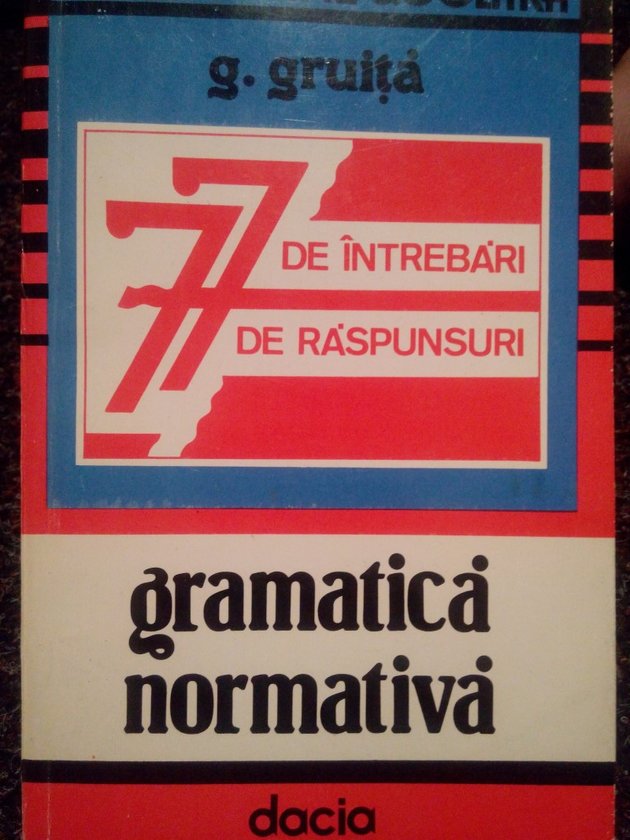 g. gruiță
77
DE ÎNTREBĂRI
DE RĂSPUNSURI
gramatică
normativă
dacia